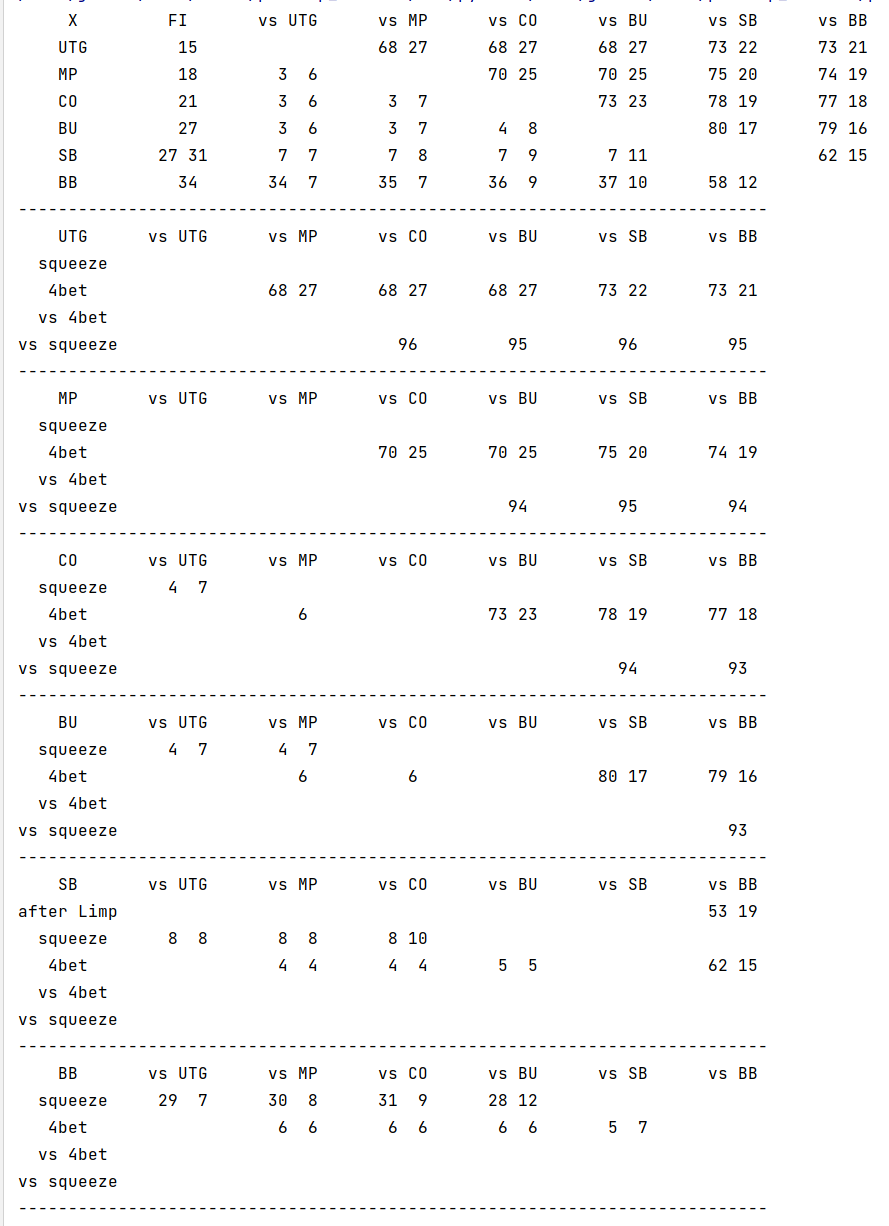 X FI vs UTG vs MP vs CO vs BU vs SB vs BB
UTG 15 68 27 68 27 68 27 73 22 73 21
MP 18 3 6 70 25 70 25 75 20 74 19
CO 21 3 6 3 7 73 23 78 19 77 18
BU 27 3 6 3 7 4 8 80 17 79 16
SB 27 31 7 7 7 8 7 9 7 11 62 15
BB 34 34 7 35 7 36 9 37 10 58 12
---------------------------------------------------------------------------
UTG vs UTG vs MP vs CO vs BU vs SB vs BB
squeeze
4bet 68 27 68 27 68 27 73 22 73 21
vs 4bet
vs squeeze 96 95 96 95
---------------------------------------------------------------------------
MP vs UTG vs MP vs CO vs BU vs SB vs BB
squeeze
4bet 70 25 70 25 75 20 74 19
vs 4bet
vs squeeze 94 95 94
---------------------------------------------------------------------------
CO vs UTG vs MP vs CO vs BU vs SB vs BB
squeeze 4 7
4bet 6 73 23 78 19 77 18
vs 4bet
vs squeeze 94 93
---------------------------------------------------------------------------
BU vs UTG vs MP vs CO vs BU vs SB vs BB
squeeze 4 7 4 7
4bet 6 6 80 17 79 16
vs 4bet
vs squeeze 93
---------------------------------------------------------------------------
SB vs UTG vs MP vs CO vs BU vs SB vs BB
after Limp 53 19
squeeze 8 8 8 8 8 10
4bet 4 4 4 4 5 5 62 15
vs 4bet
vs squeeze
---------------------------------------------------------------------------
BB vs UTG vs MP vs CO vs BU vs SB vs BB
squeeze 29 7 30 8 31 9 28 12
4bet 6 6 6 6 6 6 5 7
vs 4bet
vs squeeze
---------------------------------------------------------------------------